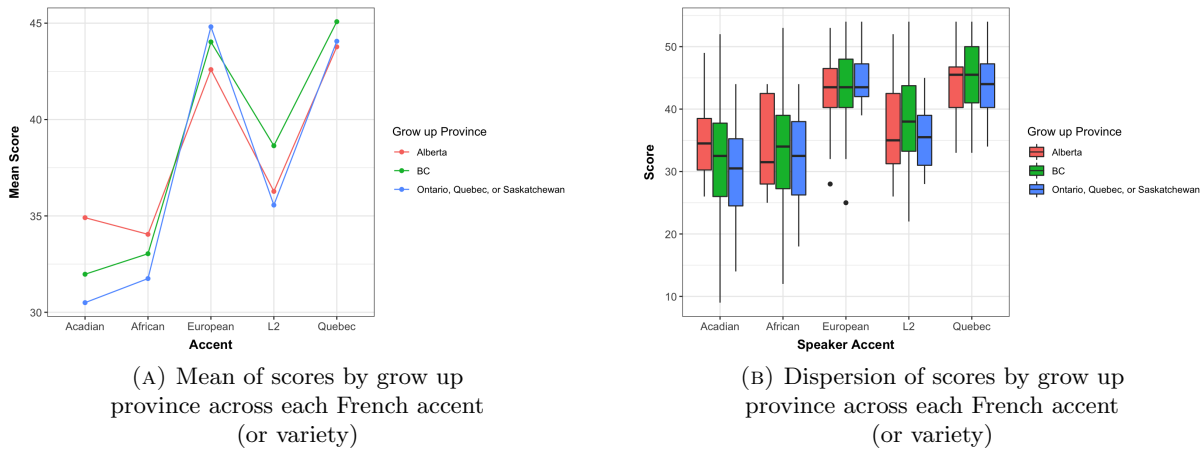 45
40
35
30
Mean Score
Acadian African European L2 Quebec
Accent
Grow up Province
Alberta
BC
Ontario, Quebec, or Saskatchewan
(A) Mean of scores by grow up
province across each French accent
(or variety)
50
40
30
20
10
Score
Acadian African European L2 Quebec
Speaker Accent
Grow up Province
Alberta
BC
Ontario, Quebec, or Saskatchewan
(B) Dispersion of scores by grow up
province across each French accent
(or variety)